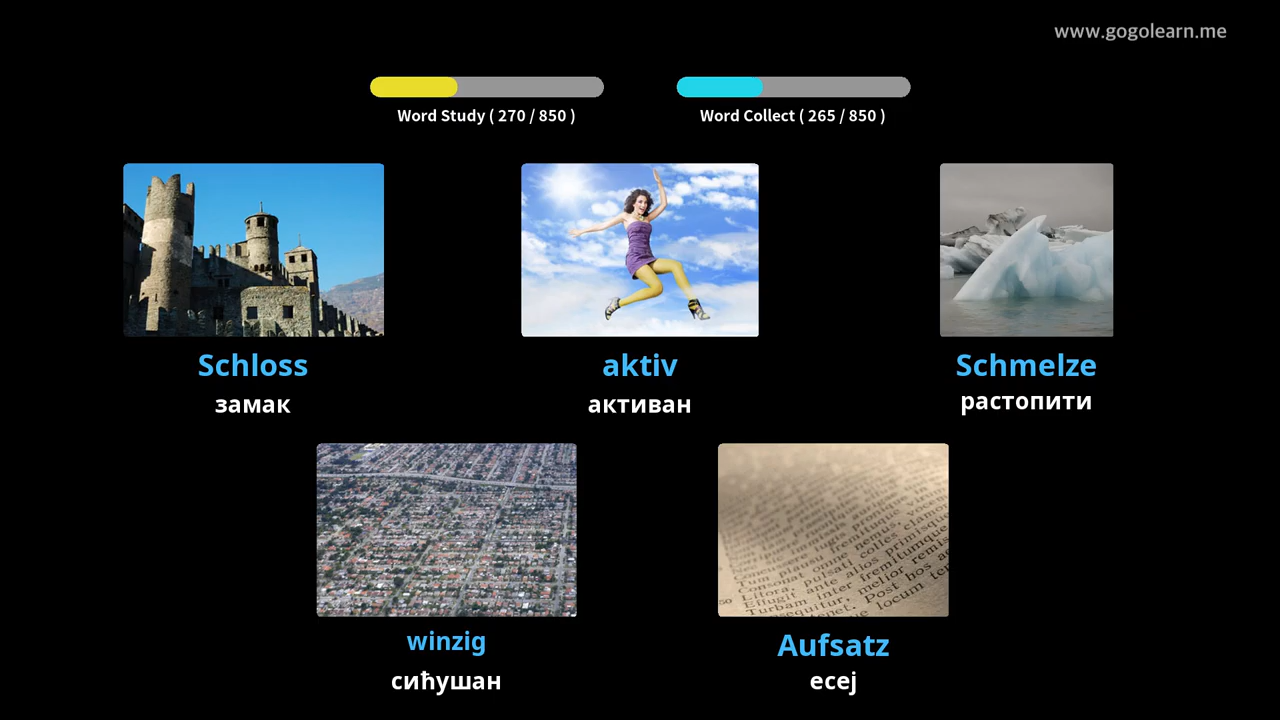 www.gogolearn.me
Word Study ( 270 / 850 )
Word Collect ( 265 / 850 )
Schloss
замак
aktiv
активан
Schmelze
растопити
winzig
сићушан
Aufsatz
есеј